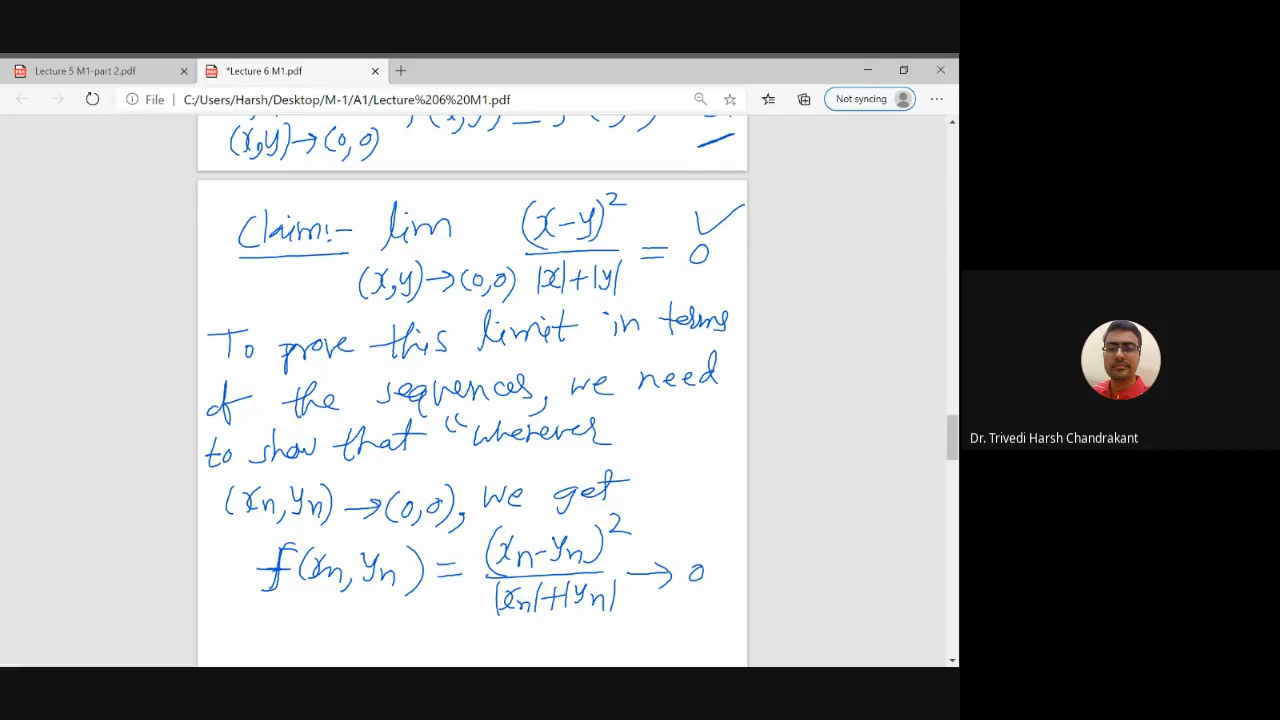 Lecture 5 M1-part 2.pdf
*Lecture 6 M1.pdf
File
C:/Users/Harsh/Desktop/M-1/A1/Lecture%206%20M1.pdf
Not syncing
(x,y)→(0,0)
Claim:- lim (x-y)² / |x|+|y| = 0 ✓
(x,y)→(0,0)
To prove this limit in terms
of the sequences, we need
to show that "wherever
(xn, yn) →(0,0), we get
f(xn, yn) = (xn-yn)² / |xn|+|yn| → 0
Dr. Trivedi Harsh Chandrakant